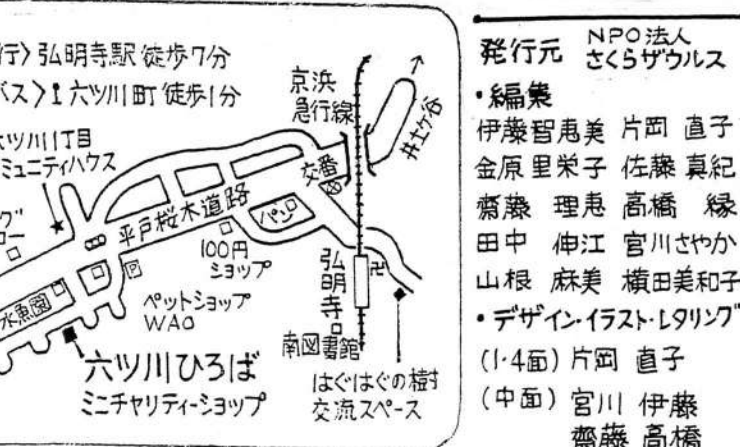 行〉弘明寺駅 徒歩7分
バス〉I 六ツ川町 徒歩1分
京浜
急行線
井土ヶ谷
六ツ川1丁目
コミュニティハウス
交番
平戸桜木道路
パン
100円
ショップ
P
弘明寺
卍
水魚園
ペットショップ
WAO
南図書館
六ツ川ひろば
ミニチャリティーショップ
はぐはぐの樹
交流スペース
発行元 NPO法人
さくらザウルス
・編集
伊藤智恵美 片岡 直子
金原里栄子 佐藤 真紀
齋藤 理恵 高橋 縁
田中 伸江 宮川さやか
山根 麻美 横田美和子
・デザイン・イラスト・レタリング
(1・4面) 片岡 直子
(中面) 宮川 伊藤
齋藤 高橋